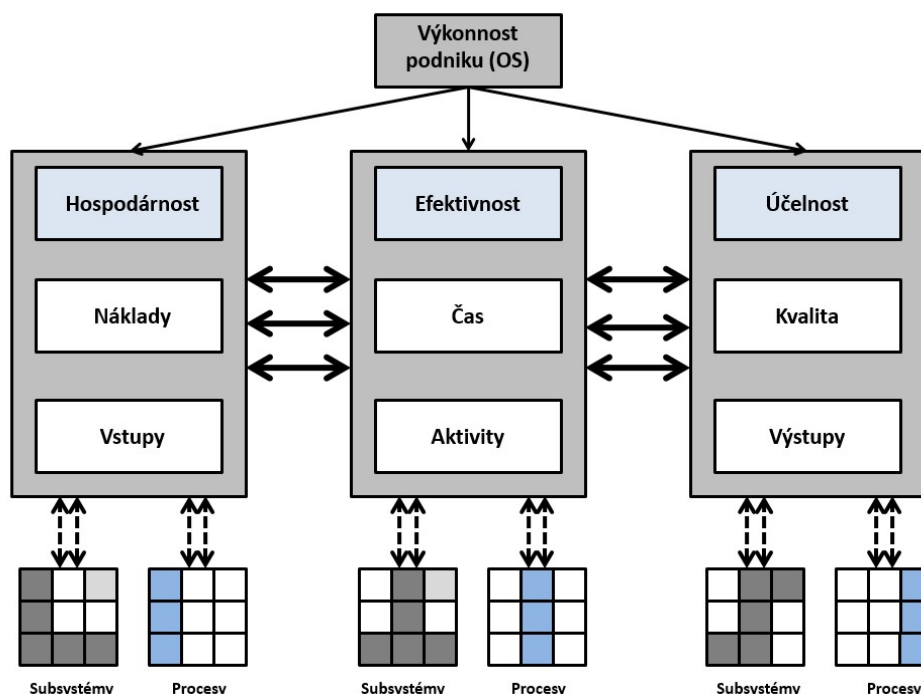 Výkonnost
podniku (OS)
Hospodárnost
Efektivnost
Účelnost
Náklady
Čas
Kvalita
Vstupy
Aktivity
Výstupy
Subsystémy
Procesy
Subsystémy
Procesy
Subsystémy
Procesy